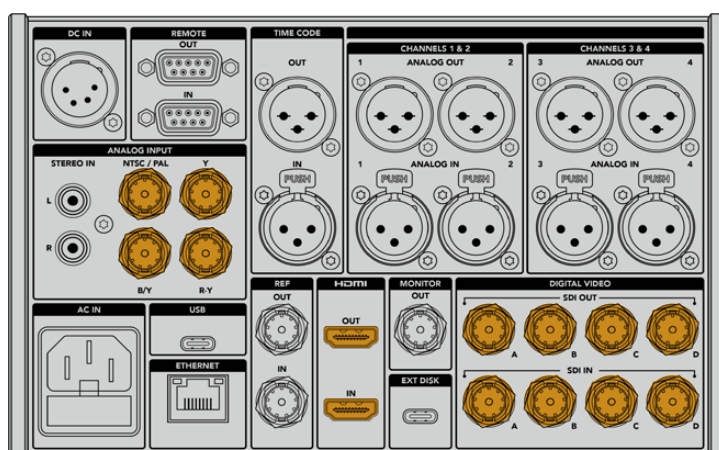 DC IN
REMOTE
OUT
IN
TIME CODE
OUT
IN
PUSH
CHANNELS 1 & 2
1 ANALOG OUT 2
1 ANALOG IN 2
PUSH PUSH
CHANNELS 3 & 4
3 ANALOG OUT 4
3 ANALOG IN 4
PUSH PUSH
ANALOG INPUT
STEREO IN NTSC / PAL Y
L
R
B/Y R-Y
AC IN
USB
ETHERNET
REF
OUT
IN
HDMI
OUT
IN
MONITOR
OUT
EXT DISK
DIGITAL VIDEO
SDI OUT
A B C D
SDI IN
A B C D